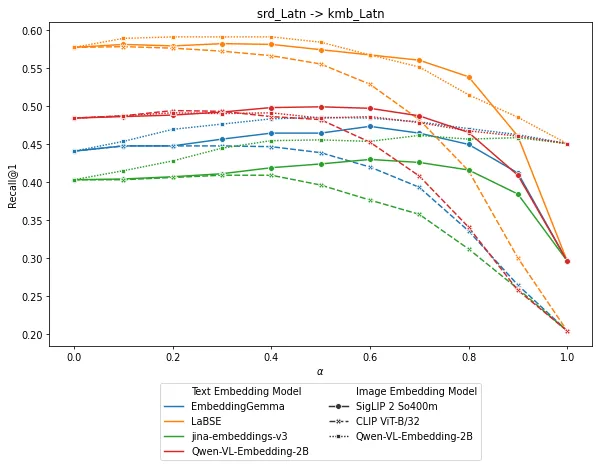 srd_Latn -> kmb_Latn
0.60
0.55
0.50
0.45
0.40
0.35
0.30
0.25
0.20
Recall@1
0.0 0.2 0.4 0.6 0.8 1.0
α
Text Embedding Model
EmbeddingGemma
LaBSE
jina-embeddings-v3
Qwen-VL-Embedding-2B
Image Embedding Model
SigLIP 2 So400m
CLIP ViT-B/32
Qwen-VL-Embedding-2B